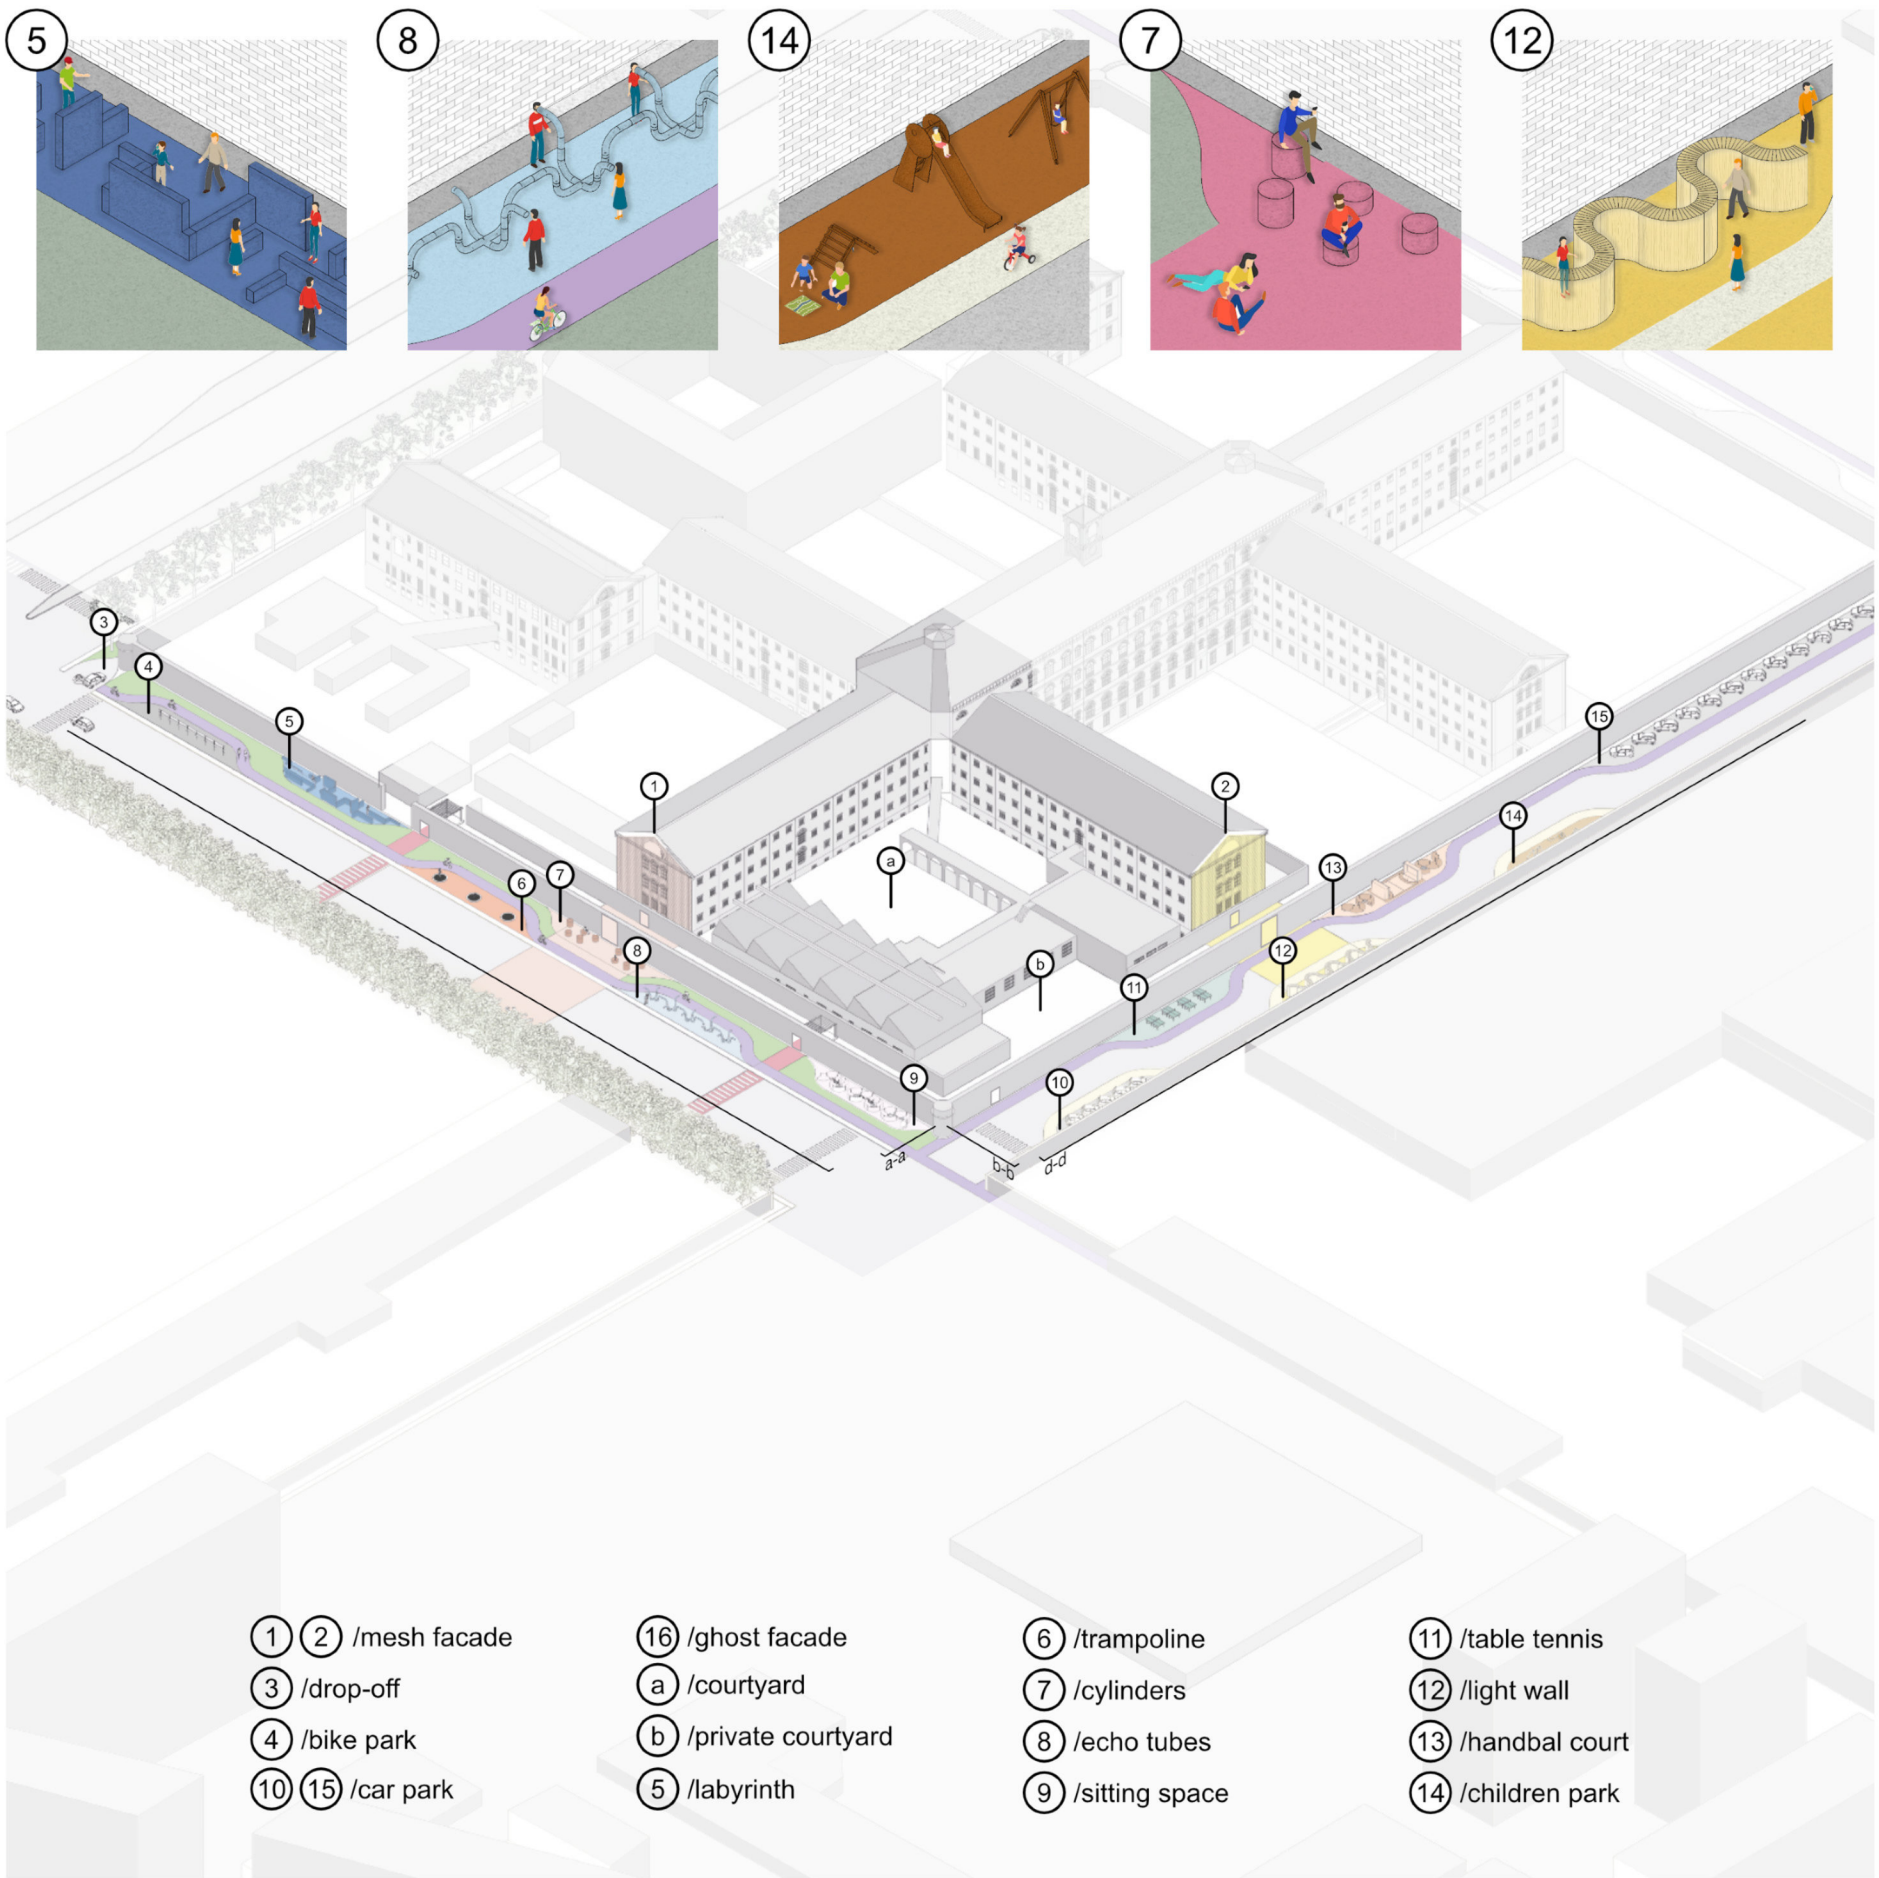 5 8 14 7 12
3
4
5
1
2
15
14
a
13
6 7
8
12
b
11
9
10
a-a b-b d-d
1 2 /mesh facade
3 /drop-off
4 /bike park
10 15 /car park
16 /ghost facade
a /courtyard
b /private courtyard
5 /labyrinth
6 /trampoline
7 /cylinders
8 /echo tubes
9 /sitting space
11 /table tennis
12 /light wall
13 /handbal court
14 /children park